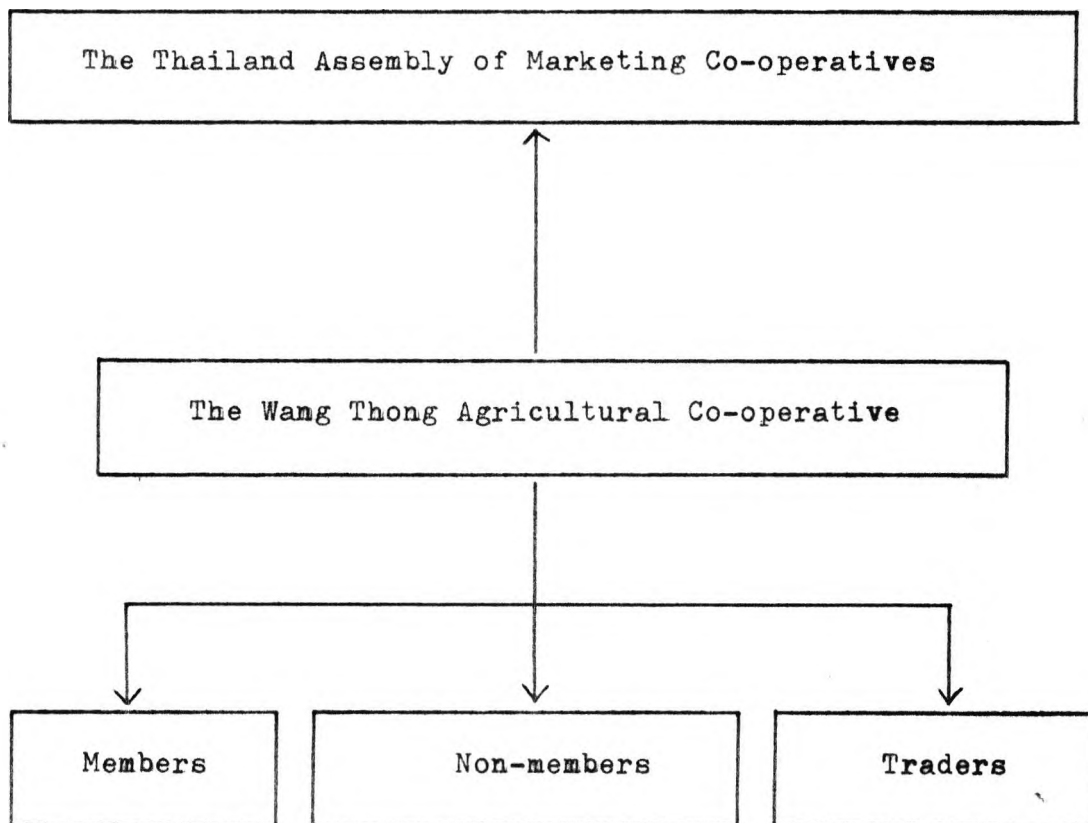 The Thailand Assembly of Marketing Co-operatives
The Wang Thong Agricultural Co-operative
Members
Non-members
Traders